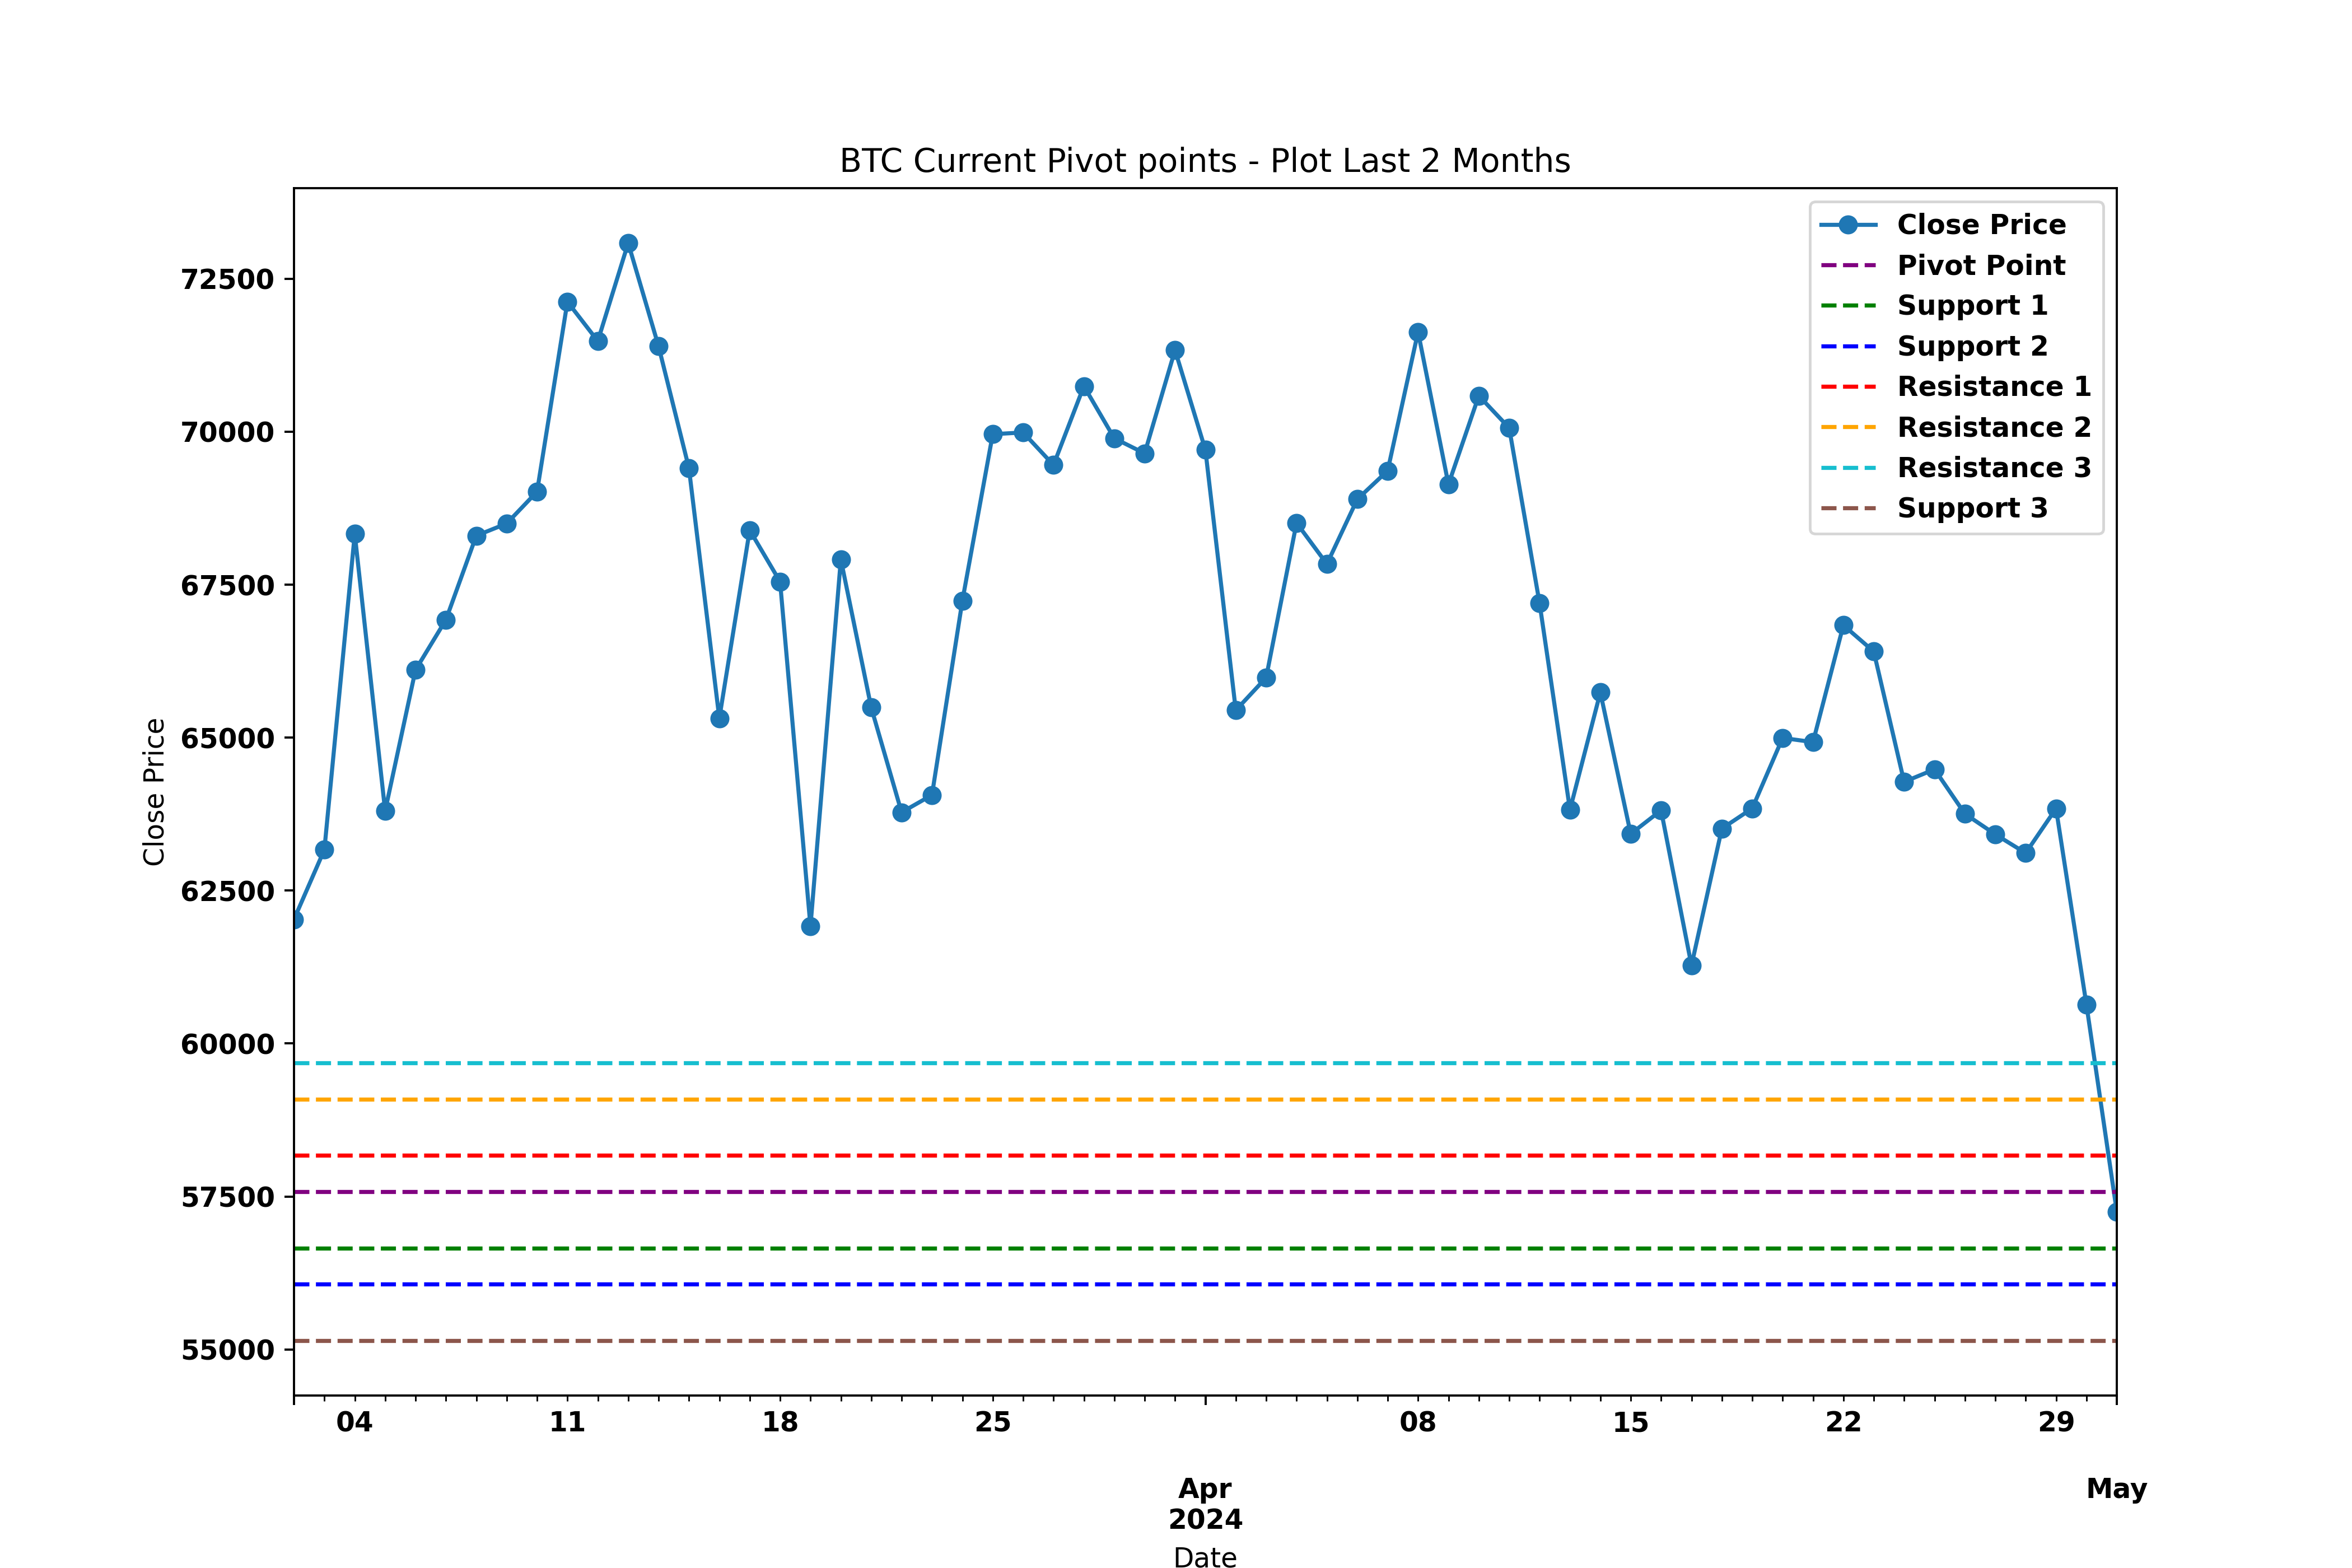 BTC Current Pivot points - Plot Last 2 Months
Close Price
Pivot Point
Support 1
Support 2
Resistance 1
Resistance 2
Resistance 3
Support 3
72500
70000
67500
65000
62500
60000
57500
55000
Close Price
04 11 18 25 08 15 22 29
Apr May
2024
Date